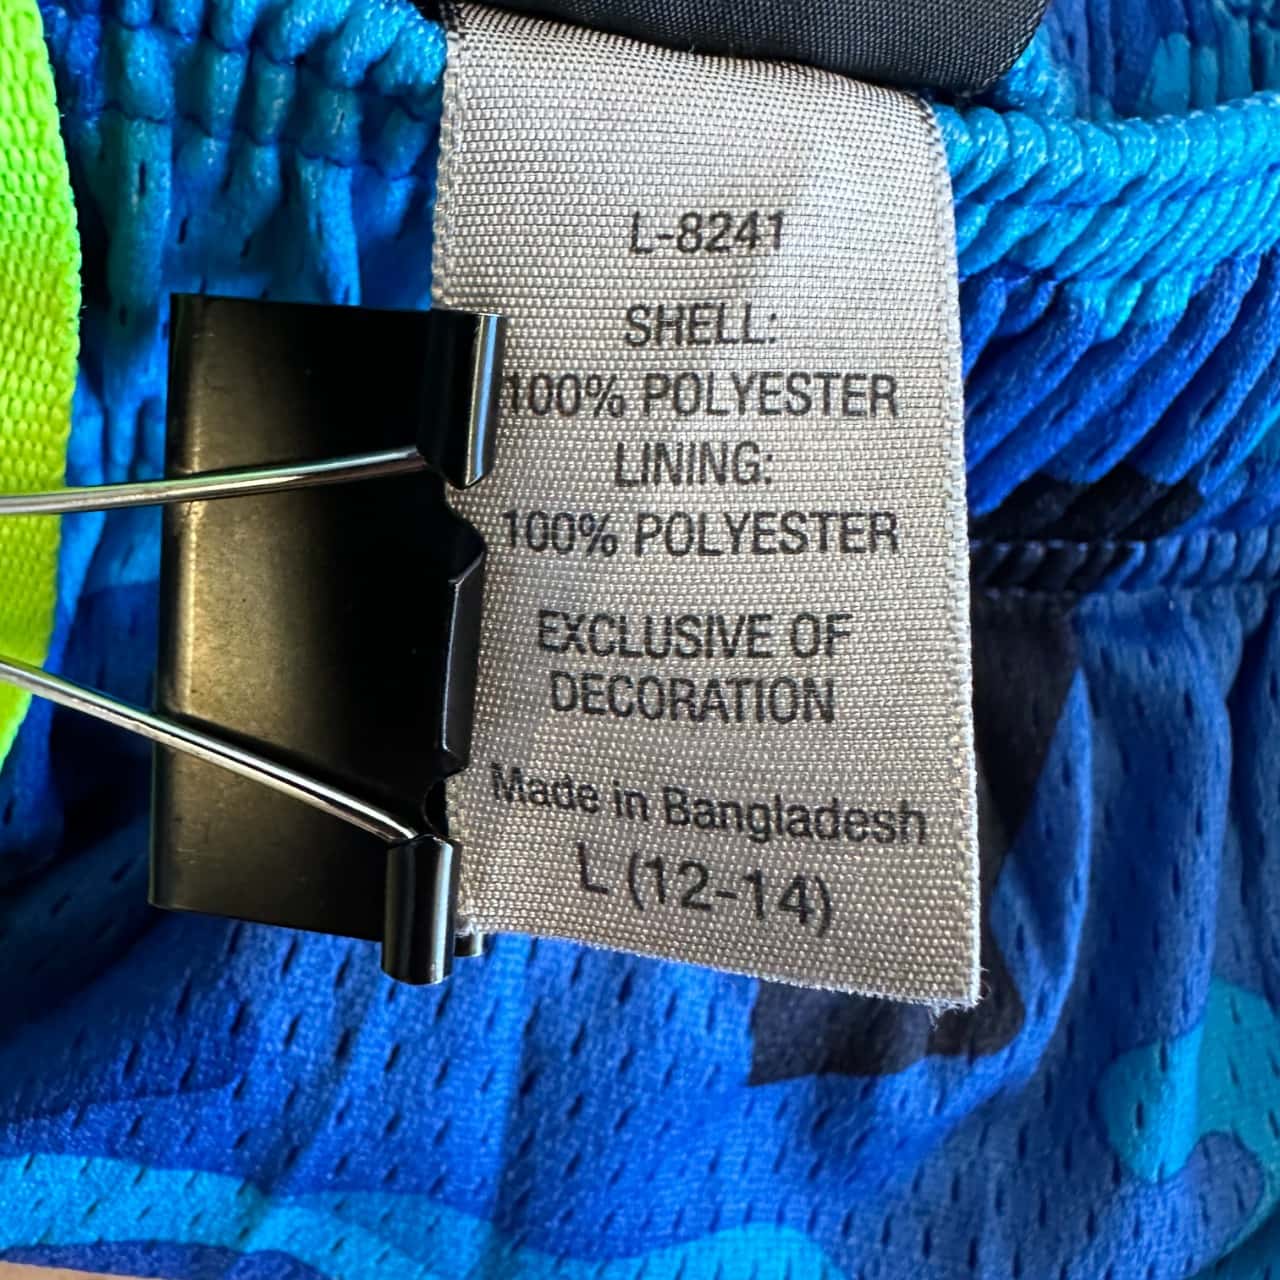 L-8241
SHELL:
100% POLYESTER
LINING:
100% POLYESTER
EXCLUSIVE OF
DECORATION
Made in Bangladesh
L (12-14)